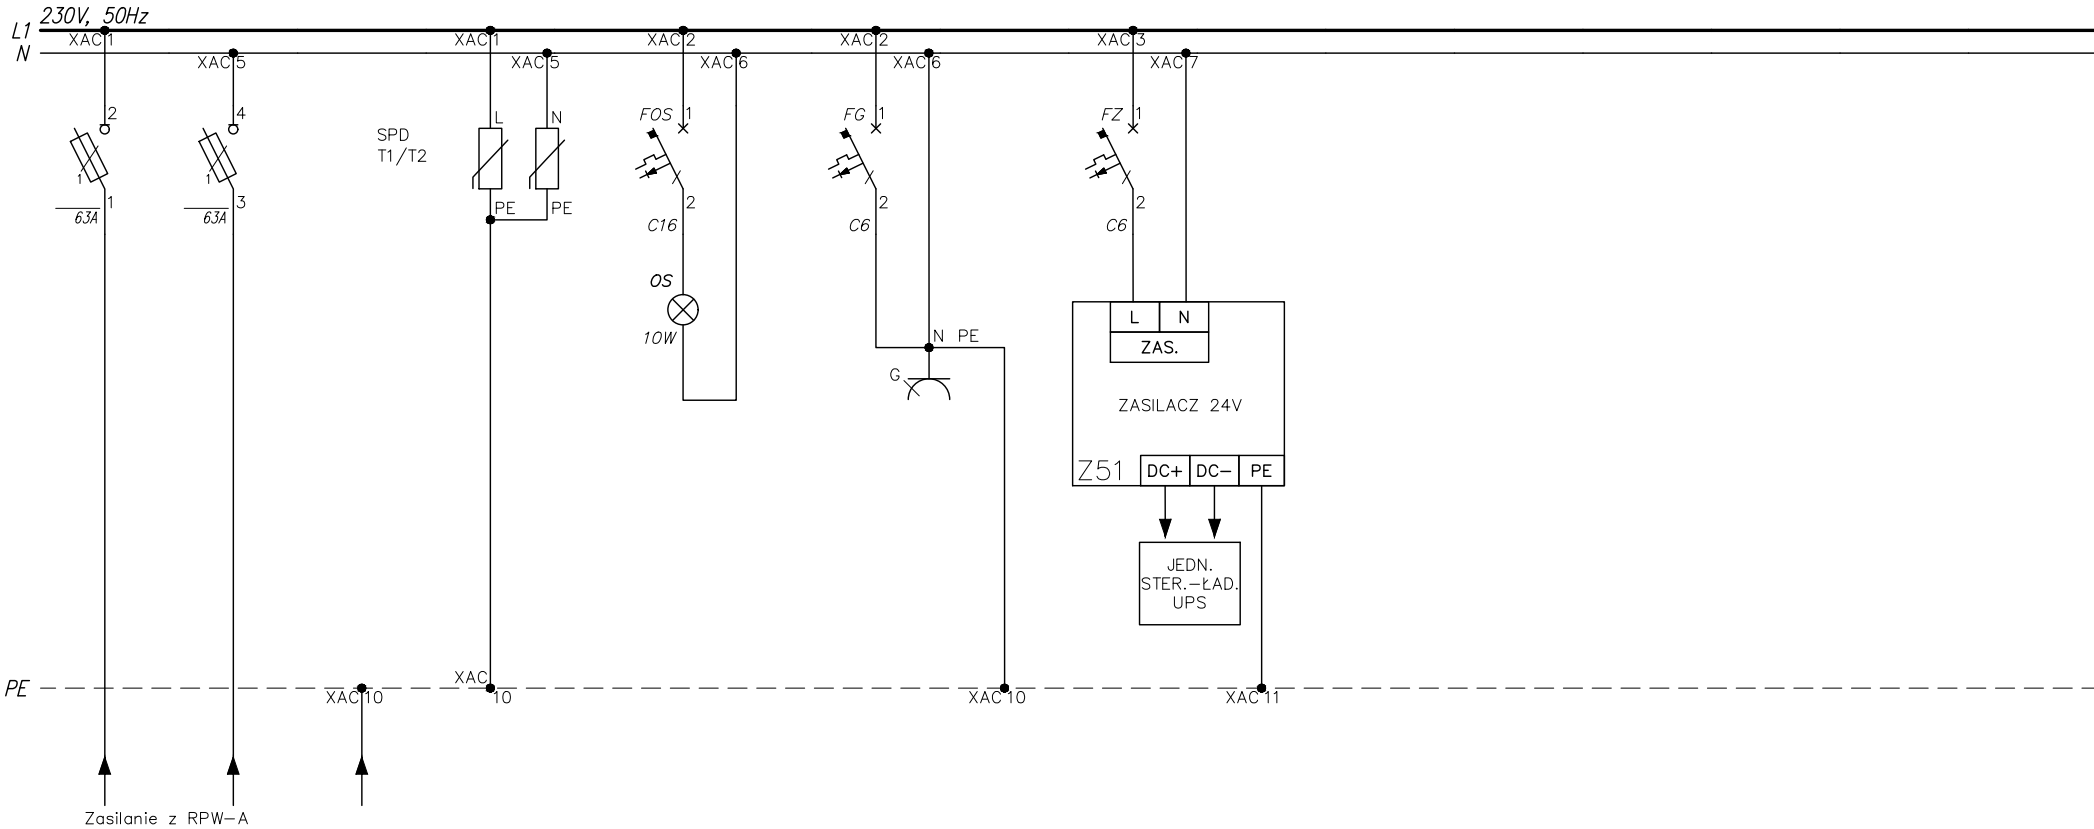 230V, 50Hz
L1
N
XAC 1
XAC 5
XAC 1
XAC 5
XAC 2
XAC 6
XAC 2
XAC 6
XAC 3
XAC 7
2
1
1
63A
4
1
3
63A
SPD
T1/T2
L
N
PE
PE
FOS
1
2
C16
OS
10W
FG
1
2
C6
N PE
G
FZ
1
2
C6
L N
ZAS.
ZASILACZ 24V
Z51
DC+ DC- PE
JEDN.
STER.-ŁAD.
UPS
PE
XAC 10
XAC 10
XAC 10
XAC 11
Zasilanie z RPW-A